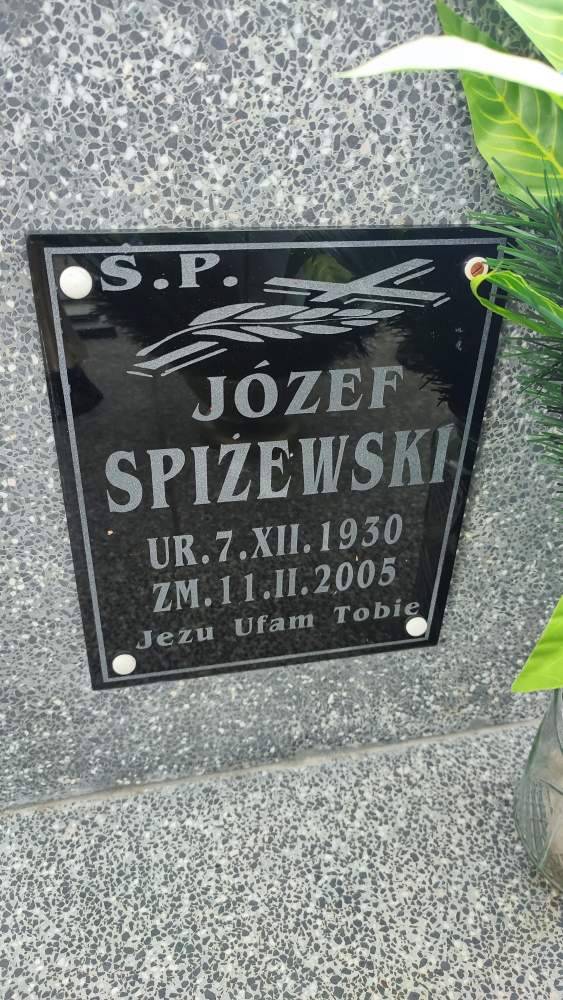 Ś.P.
JÓZEF
SPIŻEWSKI
UR.7.XII.1930
ZM.11.II.2005
Jezu Ufam Tobie